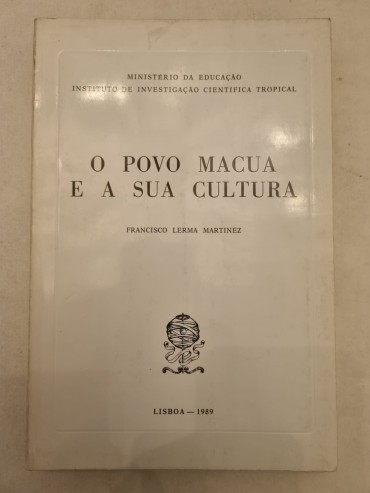 MINISTÉRIO DA EDUCAÇÃO
INSTITUTO DE INVESTIGAÇÃO CIENTÍFICA TROPICAL
O POVO MACUA
E A SUA CULTURA
FRANCISCO LERMA MARTINEZ
LISBOA — 1989